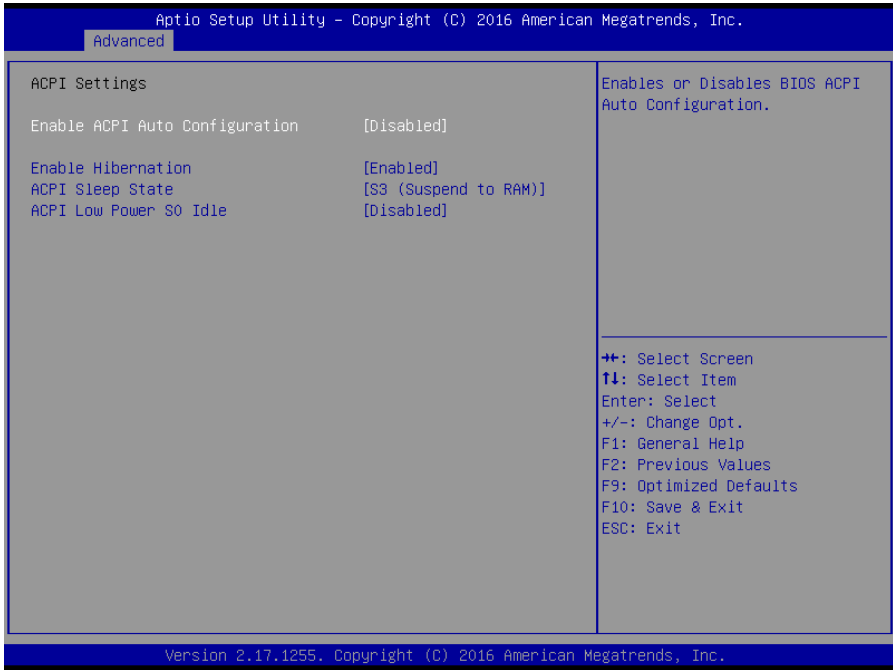 Aptio Setup Utility – Copyright (C) 2016 American Megatrends, Inc.
Advanced
ACPI Settings
Enable ACPI Auto Configuration [Disabled]
Enable Hibernation [Enabled]
ACPI Sleep State [S3 (Suspend to RAM)]
ACPI Low Power S0 Idle [Disabled]
Enables or Disables BIOS ACPI
Auto Configuration.
→←: Select Screen
↑↓: Select Item
Enter: Select
+/-: Change Opt.
F1: General Help
F2: Previous Values
F9: Optimized Defaults
F10: Save & Exit
ESC: Exit
Version 2.17.1255. Copyright (C) 2016 American Megatrends, Inc.